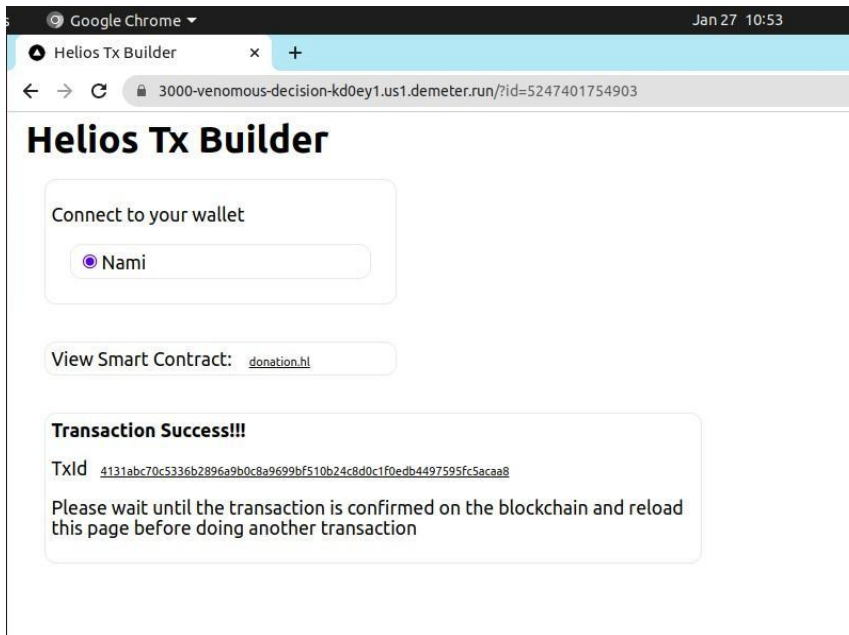 Google Chrome ▾
Jan 27 10:53
Helios Tx Builder
3000-venomous-decision-kd0ey1.us1.demeter.run/?id=5247401754903
Helios Tx Builder
Connect to your wallet
Nami
View Smart Contract: donation.hl
Transaction Success!!!
TxId 4131abc70c5336b2896a9b0c8a9699bf510b24c8d0c1f0edb4497595fc5acaa8
Please wait until the transaction is confirmed on the blockchain and reload
this page before doing another transaction